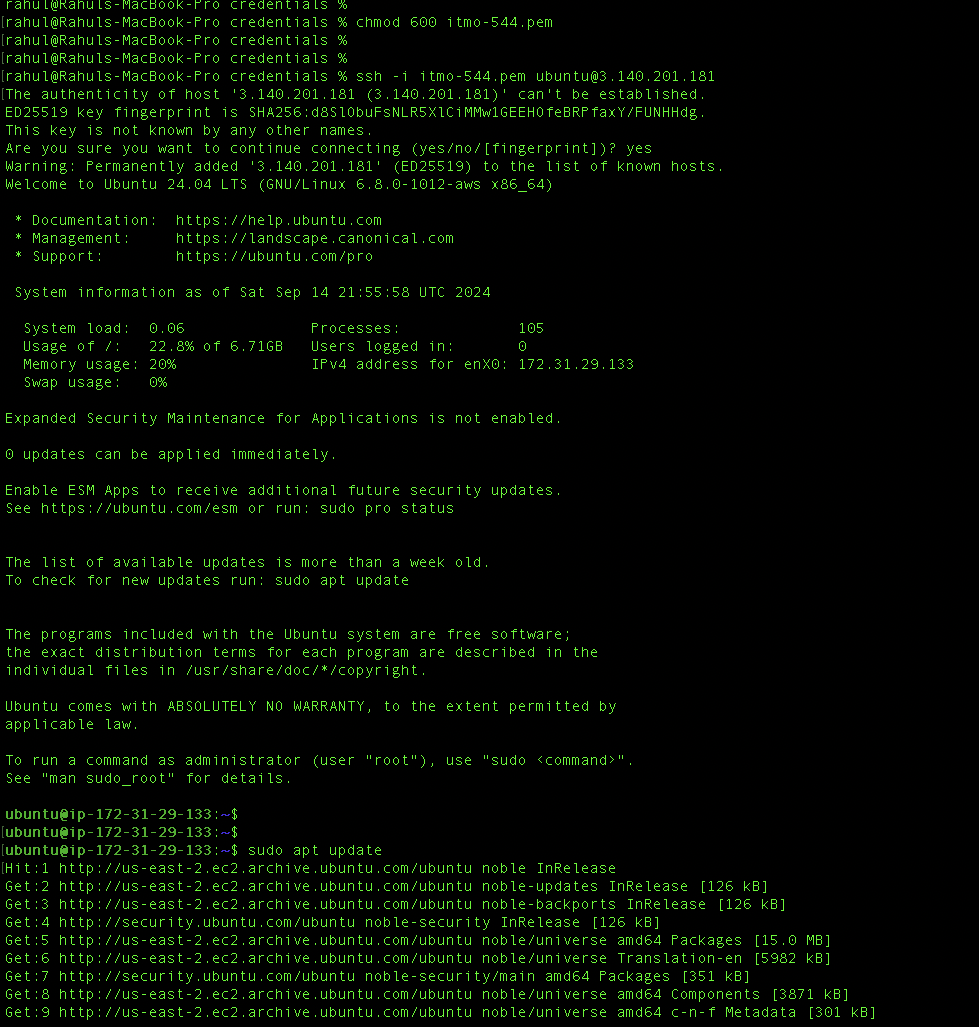 rahul@Rahuls-MacBook-Pro credentials %
rahul@Rahuls-MacBook-Pro credentials % chmod 600 itmo-544.pem
rahul@Rahuls-MacBook-Pro credentials %
rahul@Rahuls-MacBook-Pro credentials %
rahul@Rahuls-MacBook-Pro credentials % ssh -i itmo-544.pem ubuntu@3.140.201.181
The authenticity of host '3.140.201.181 (3.140.201.181)' can't be established.
ED25519 key fingerprint is SHA256:d8Sl0buFsNLR5XlCiMMw1GEEHOfeBRPfaxY/FUNHHdg.
This key is not known by any other names.
Are you sure you want to continue connecting (yes/no/[fingerprint])? yes
Warning: Permanently added '3.140.201.181' (ED25519) to the list of known hosts.
Welcome to Ubuntu 24.04 LTS (GNU/Linux 6.8.0-1012-aws x86_64)

 * Documentation:  https://help.ubuntu.com
 * Management:     https://landscape.canonical.com
 * Support:        https://ubuntu.com/pro

 System information as of Sat Sep 14 21:55:58 UTC 2024

  System load:  0.06              Processes:             105
  Usage of /:   22.8% of 6.71GB   Users logged in:       0
  Memory usage: 20%               IPv4 address for enX0: 172.31.29.133
  Swap usage:   0%

Expanded Security Maintenance for Applications is not enabled.

0 updates can be applied immediately.

Enable ESM Apps to receive additional future security updates.
See https://ubuntu.com/esm or run: sudo pro status

The list of available updates is more than a week old.
To check for new updates run: sudo apt update

The programs included with the Ubuntu system are free software;
the exact distribution terms for each program are described in the
individual files in /usr/share/doc/*/copyright.

Ubuntu comes with ABSOLUTELY NO WARRANTY, to the extent permitted by
applicable law.

To run a command as administrator (user "root"), use "sudo <command>".
See "man sudo_root" for details.

ubuntu@ip-172-31-29-133:~$
ubuntu@ip-172-31-29-133:~$
ubuntu@ip-172-31-29-133:~$ sudo apt update
Hit:1 http://us-east-2.ec2.archive.ubuntu.com/ubuntu noble InRelease
Get:2 http://us-east-2.ec2.archive.ubuntu.com/ubuntu noble-updates InRelease [126 kB]
Get:3 http://us-east-2.ec2.archive.ubuntu.com/ubuntu noble-backports InRelease [126 kB]
Get:4 http://security.ubuntu.com/ubuntu noble-security InRelease [126 kB]
Get:5 http://us-east-2.ec2.archive.ubuntu.com/ubuntu noble/universe amd64 Packages [15.0 MB]
Get:6 http://us-east-2.ec2.archive.ubuntu.com/ubuntu noble/universe Translation-en [5982 kB]
Get:7 http://security.ubuntu.com/ubuntu noble-security/main amd64 Packages [351 kB]
Get:8 http://us-east-2.ec2.archive.ubuntu.com/ubuntu noble/universe amd64 Components [3871 kB]
Get:9 http://us-east-2.ec2.archive.ubuntu.com/ubuntu noble/universe amd64 c-n-f Metadata [301 kB]